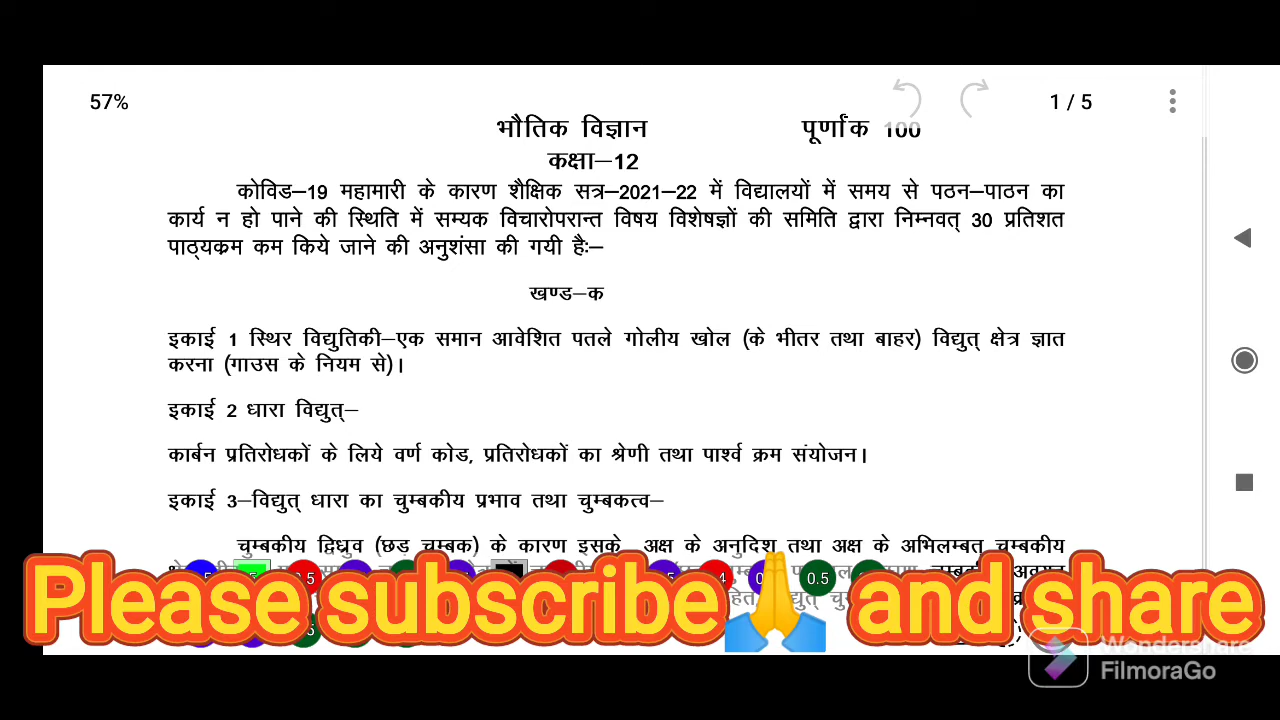 57%
1 / 5
भौतिक विज्ञान पूर्णांक 100
कक्षा–12
कोविड–19 महामारी के कारण शैक्षिक सत्र–2021–22 में विद्यालयों में समय से पठन–पाठन का
कार्य न हो पाने की स्थिति में सम्यक विचारोपरान्त विषय विशेषज्ञों की समिति द्वारा निम्नवत् 30 प्रतिशत
पाठ्यक्रम कम किये जाने की अनुशंसा की गयी हैः–
खण्ड–क
इकाई 1 स्थिर विद्युतिकी–एक समान आवेशित पतले गोलीय खोल (के भीतर तथा बाहर) विद्युत् क्षेत्र ज्ञात
करना (गाउस के नियम से)।
इकाई 2 धारा विद्युत्–
कार्बन प्रतिरोधकों के लिये वर्ण कोड, प्रतिरोधकों का श्रेणी तथा पार्श्व क्रम संयोजन।
इकाई 3–विद्युत् धारा का चुम्बकीय प्रभाव तथा चुम्बकत्व–
चुम्बकीय द्विध्रुव (छड़ चुम्बक) के कारण इसके अक्ष के अनुदिश तथा अक्ष के अभिलम्बत् चुम्बकीय
0.5
Please subscribe🙏 and share
Wondershare
FilmoraGo